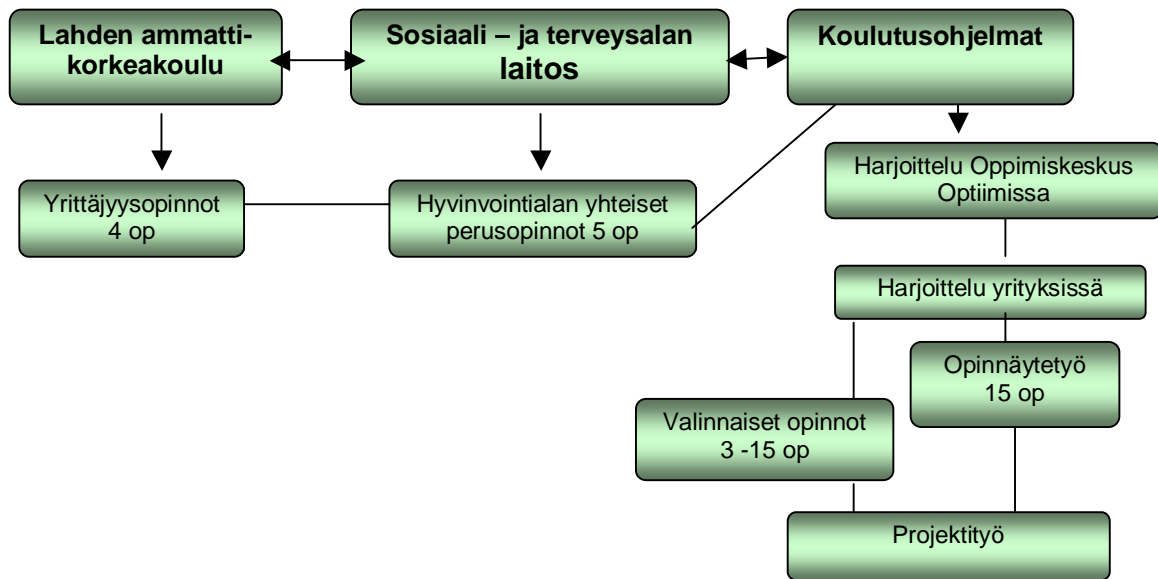 Lahden ammatti-
korkeakoulu
Sosiaali – ja terveysalan
laitos
Koulutusohjelmat
Yrittäjyysopinnot
4 op
Hyvinvointialan yhteiset
perusopinnot 5 op
Harjoittelu Oppimiskeskus
Optiimissa
Harjoittelu yrityksissä
Opinnäytetyö
15 op
Valinnaiset opinnot
3 -15 op
Projektityö